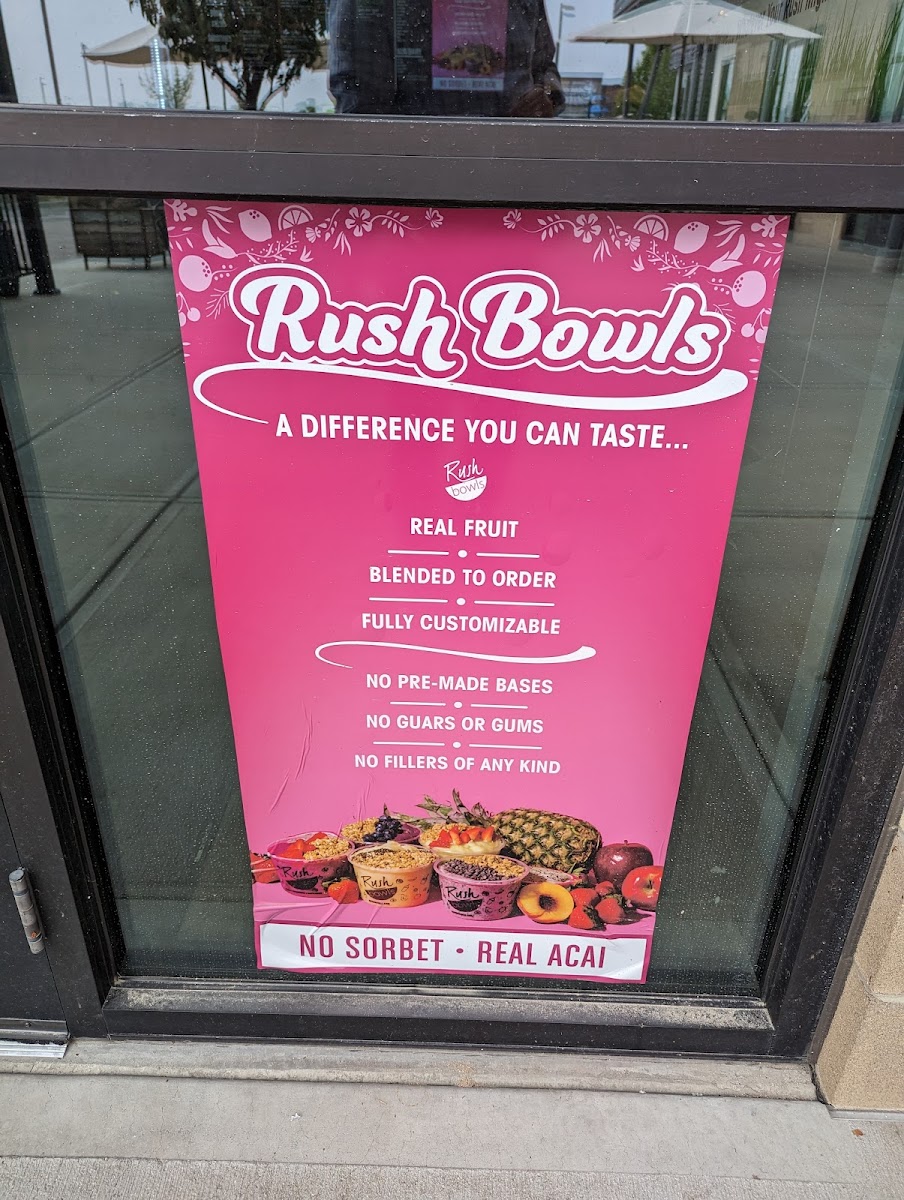 Rush Bowls
A DIFFERENCE YOU CAN TASTE...
Rush
bowls
REAL FRUIT
BLENDED TO ORDER
FULLY CUSTOMIZABLE
NO PRE-MADE BASES
NO GUARS OR GUMS
NO FILLERS OF ANY KIND
Rush
Rush
BOWLS
Rush
NO SORBET • REAL ACAI